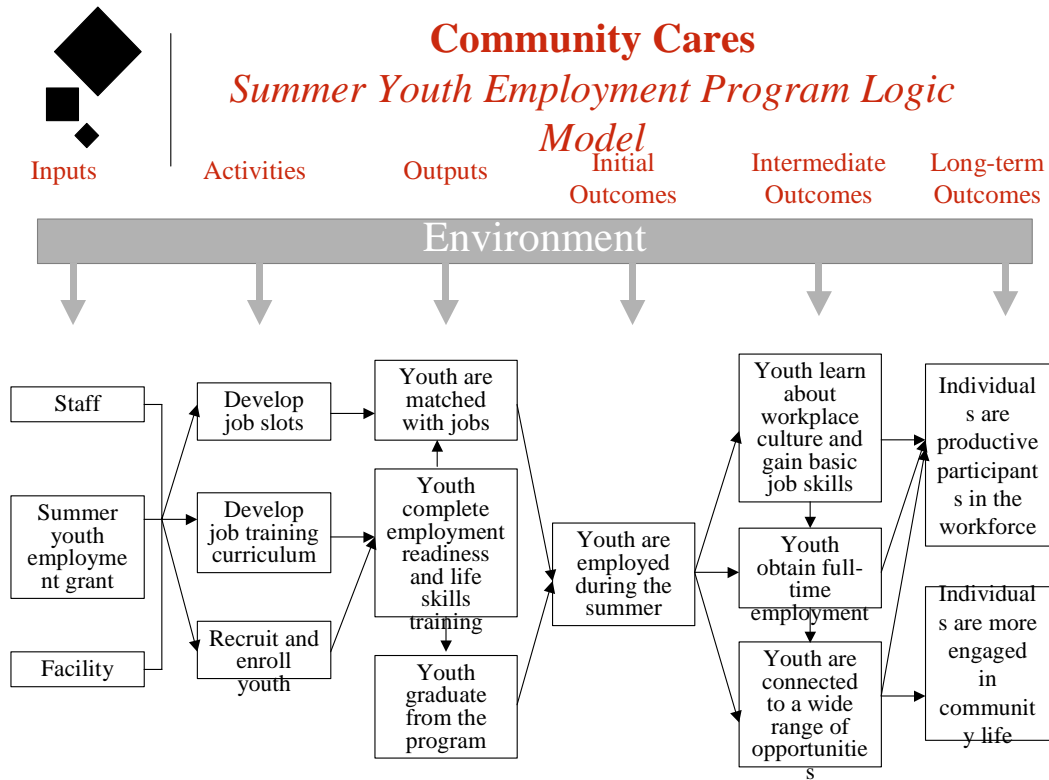 Community Cares
Summer Youth Employment Program Logic
Model
Inputs
Activities
Outputs
Initial
Outcomes
Intermediate
Outcomes
Long-term
Outcomes
Environment
Staff
Summer
youth
employme
nt grant
Facility
Develop
job slots
Develop
job training
curriculum
Recruit and
enroll
youth
Youth are
matched
with jobs
Youth
complete
employment
readiness
and life
skills
training
Youth
graduate
from the
program
Youth are
employed
during the
summer
Youth learn
about
workplace
culture and
gain basic
job skills
Youth
obtain full-
time
employment
Youth are
connected
to a wide
range of
opportunitie
s
Individual
s are
productive
participant
s in the
workforce
Individual
s are more
engaged
in
communit
y life